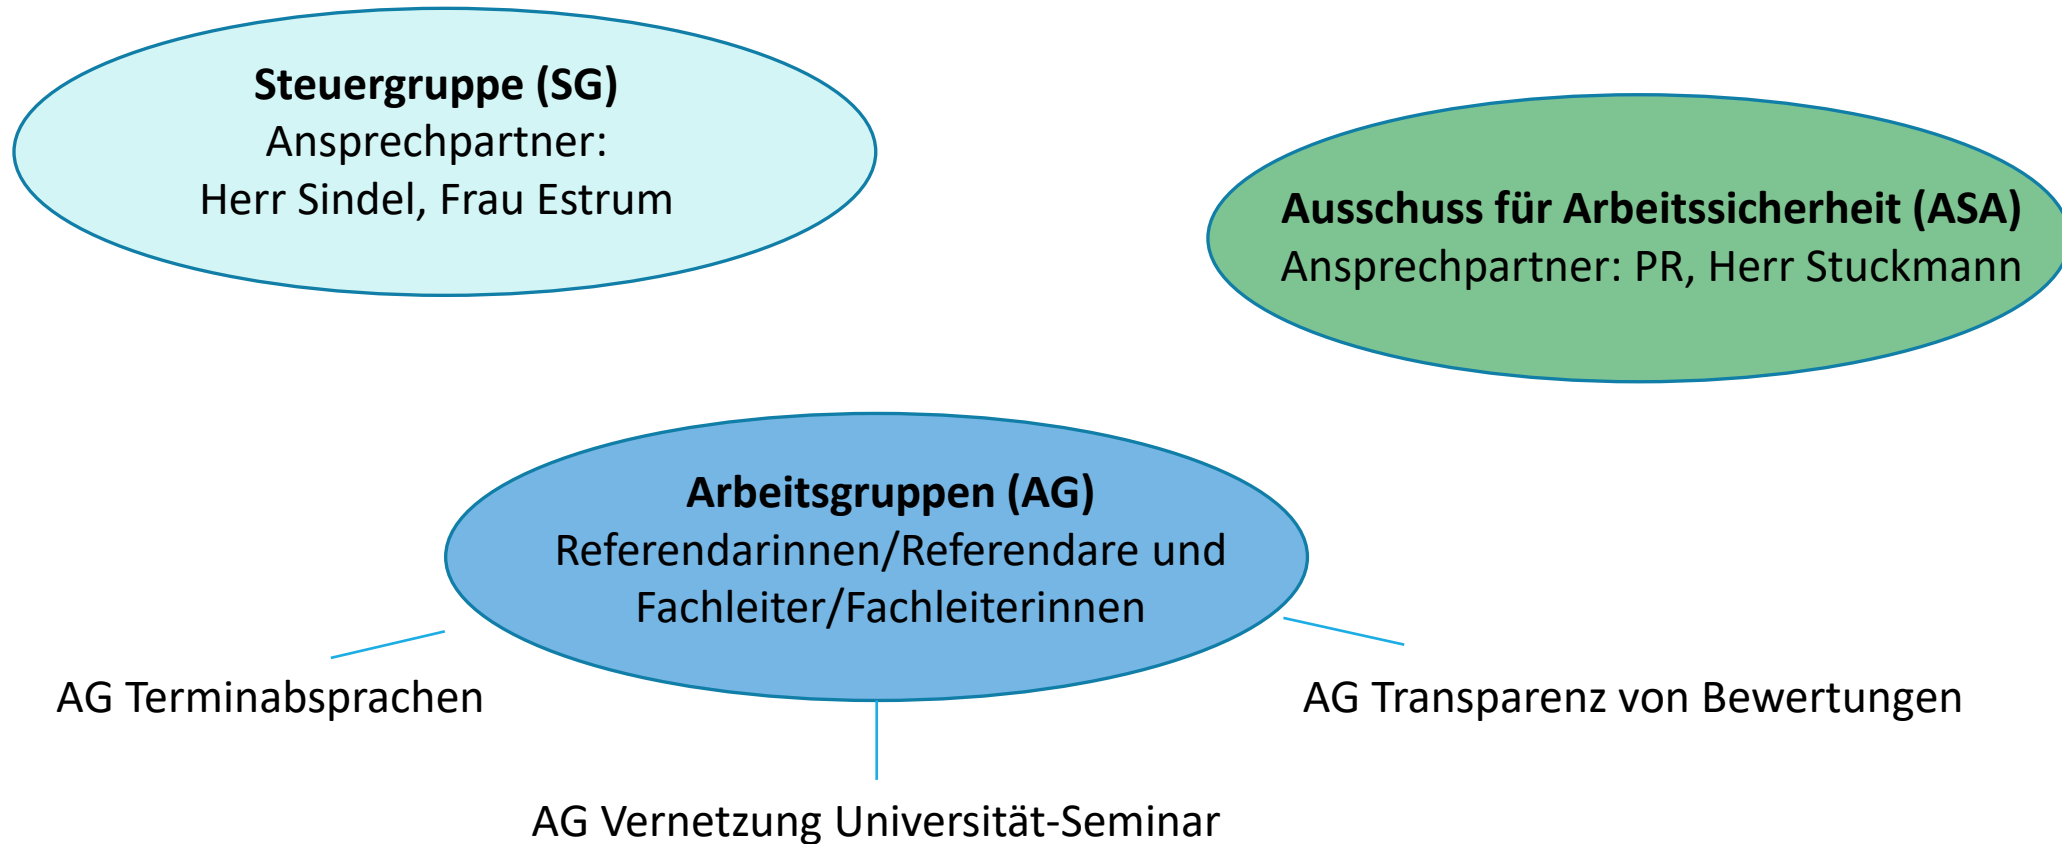 Steuergruppe (SG)
Ansprechpartner:
Herr Sindel, Frau Estrum
Ausschuss für Arbeitssicherheit (ASA)
Ansprechpartner: PR, Herr Stuckmann
Arbeitsgruppen (AG)
Referendarinnen/Referendare und
Fachleiter/Fachleiterinnen
AG Terminabsprachen
AG Transparenz von Bewertungen
AG Vernetzung Universität-Seminar